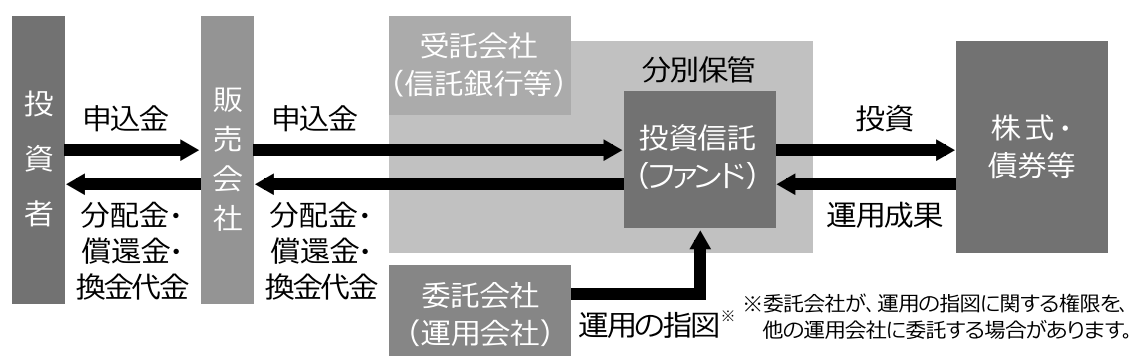 投資者
申込金
分配金・
償還金・
換金代金
販売会社
申込金
分配金・
償還金・
換金代金
受託会社
（信託銀行等）
分別保管
投資信託
（ファンド）
委託会社
（運用会社）
運用の指図※
投資
運用成果
株式・
債券等
※委託会社が、運用の指図に関する権限を、
他の運用会社に委託する場合があります。